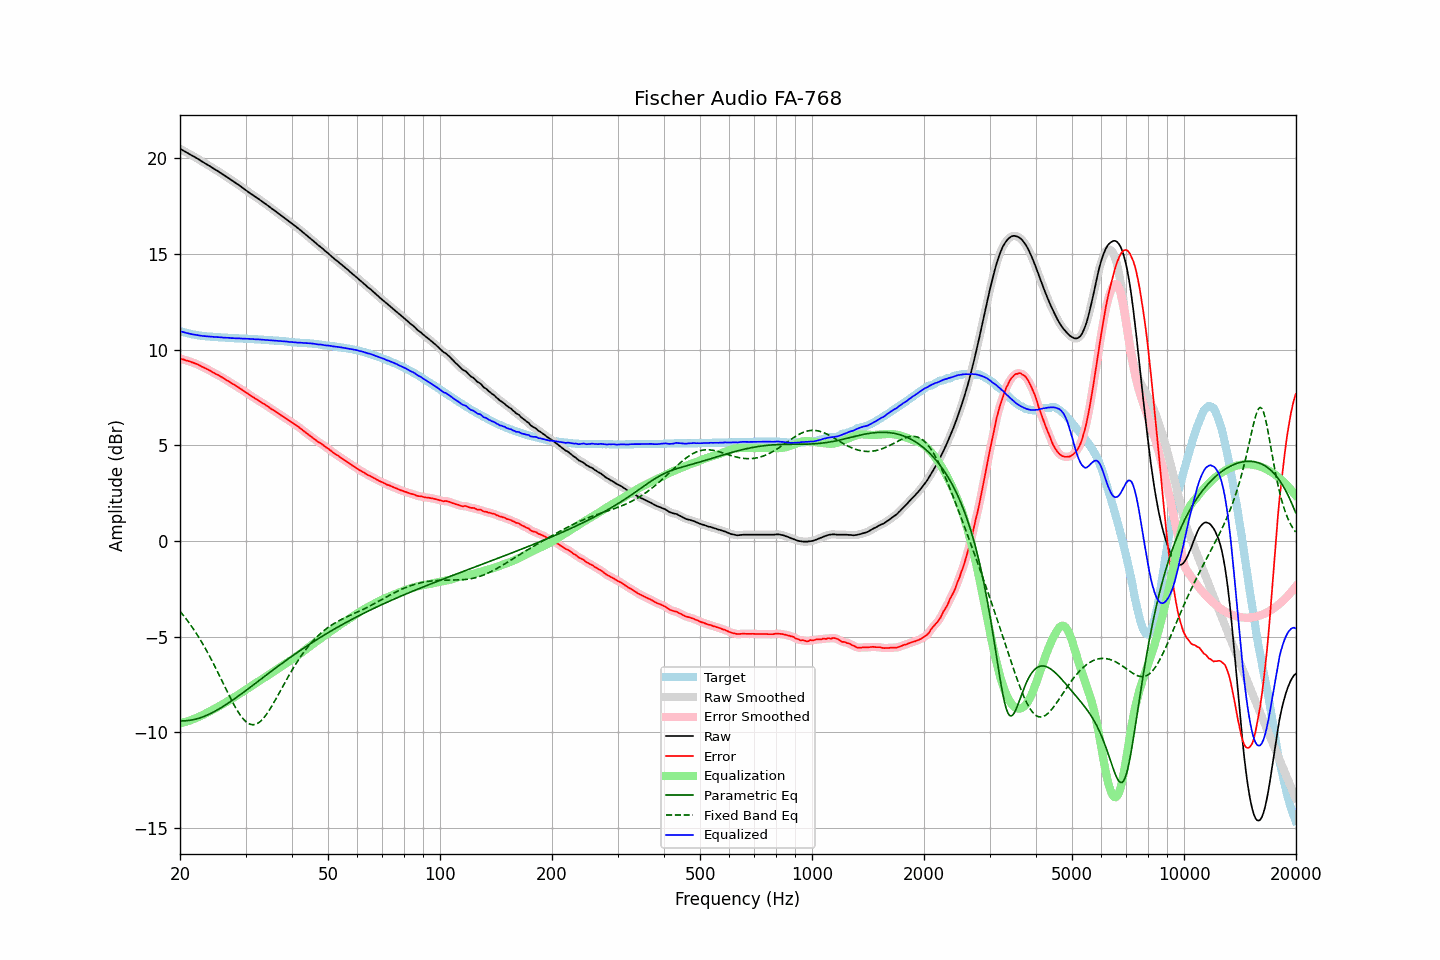 Fischer Audio FA-768
Amplitude (dBr)
20
15
10
5
0
−5
−10
−15
Target
Raw Smoothed
Error Smoothed
Raw
Error
Equalization
Parametric Eq
Fixed Band Eq
Equalized
20 50 100 200 500 1000 2000 5000 10000 20000
Frequency (Hz)